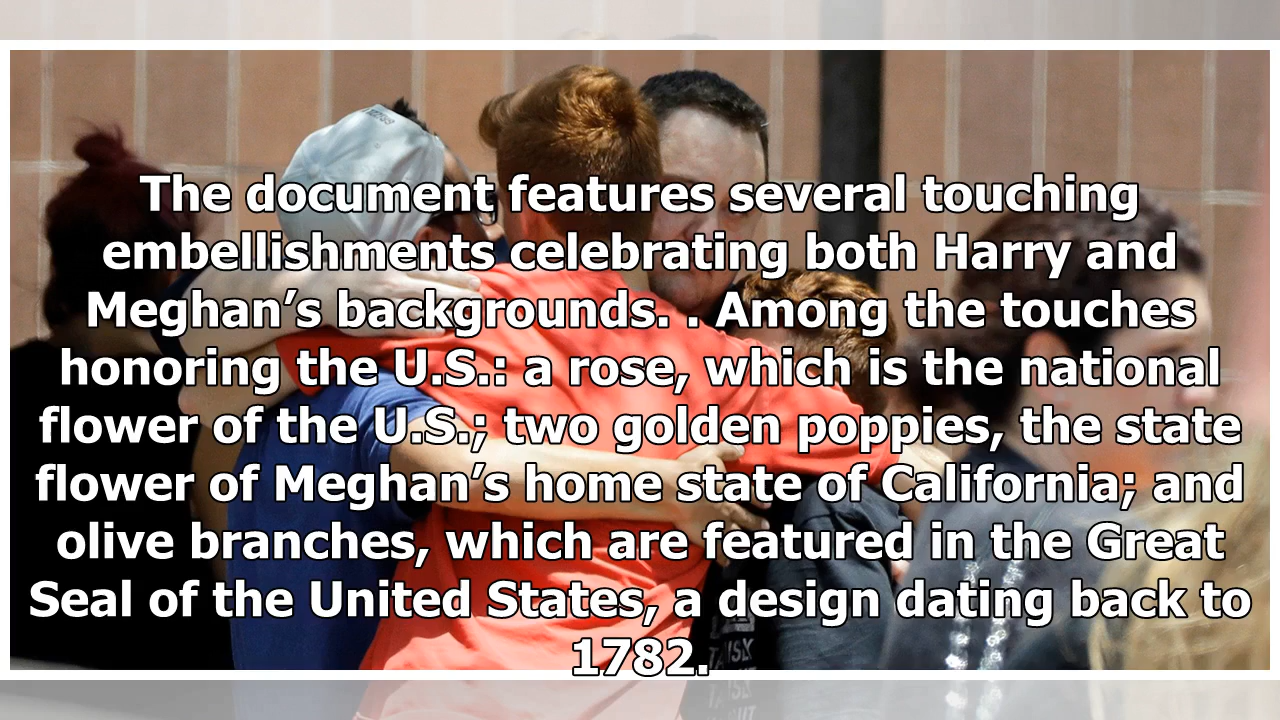 The document features several touching
embellishments celebrating both Harry and
Meghan’s backgrounds. . Among the touches
honoring the U.S.: a rose, which is the national
flower of the U.S.; two golden poppies, the state
flower of Meghan’s home state of California; and
olive branches, which are featured in the Great
Seal of the United States, a design dating back to
1782.